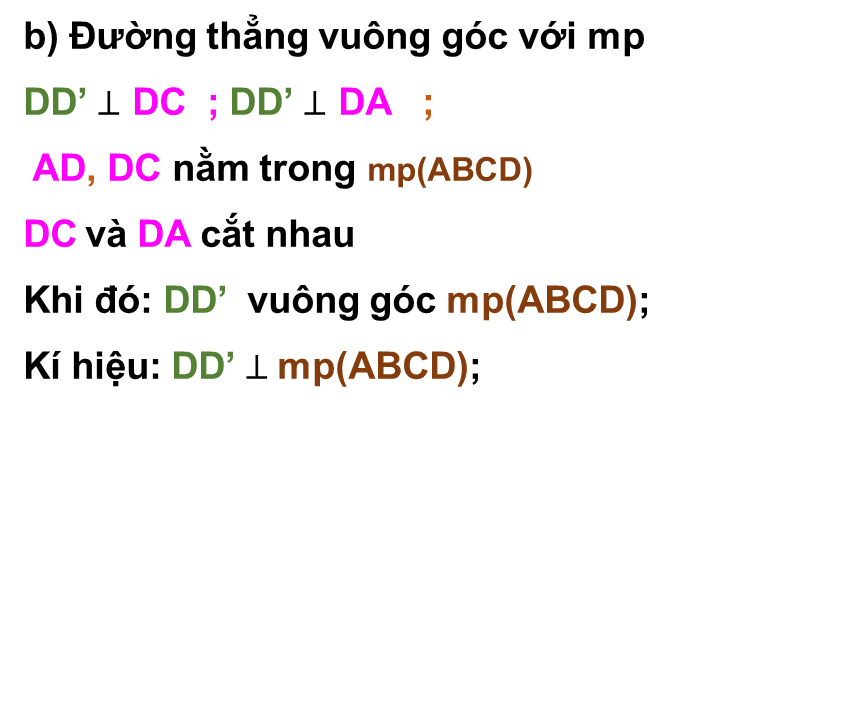 b) Đường thẳng vuông góc với mp
DD’ ⊥ DC ; DD’ ⊥ DA ;
AD, DC nằm trong mp(ABCD)
DC và DA cắt nhau
Khi đó: DD’ vuông góc mp(ABCD);
Kí hiệu: DD’ ⊥ mp(ABCD);